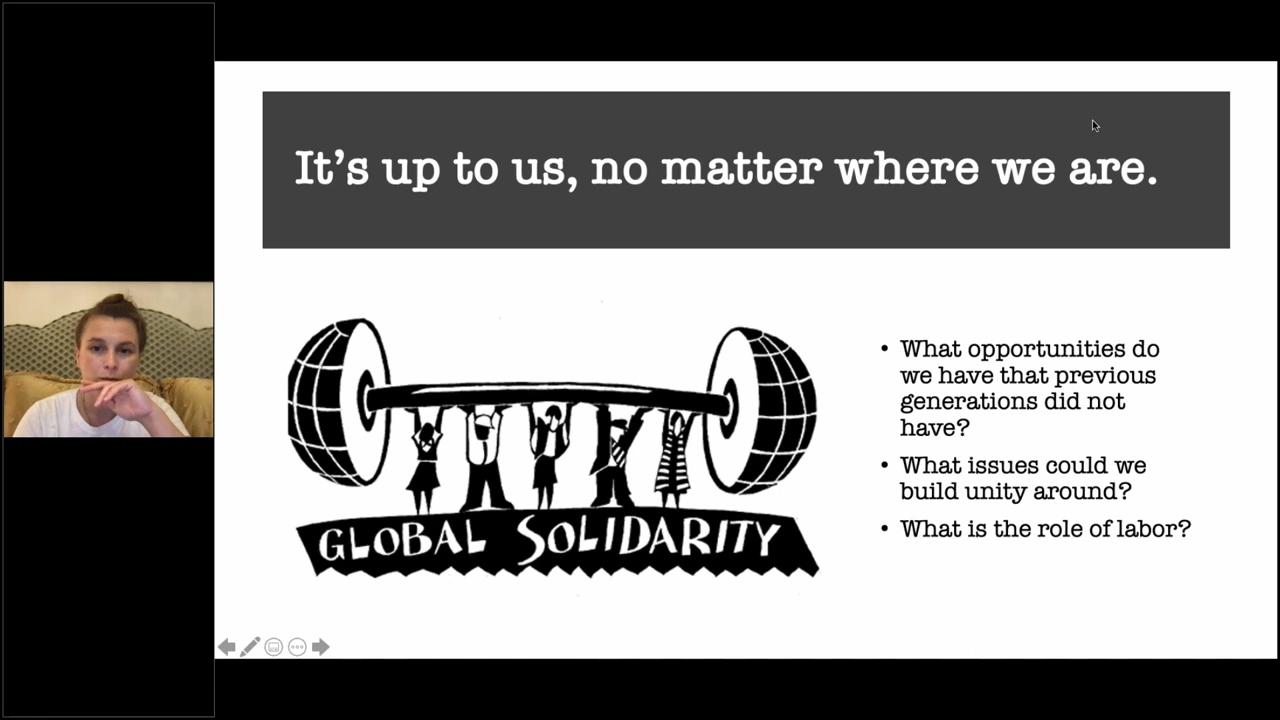 It’s up to us, no matter where we are.
GLOBAL SOLIDARITY
• What opportunities do
we have that previous
generations did not
have?
• What issues could we
build unity around?
• What is the role of labor?